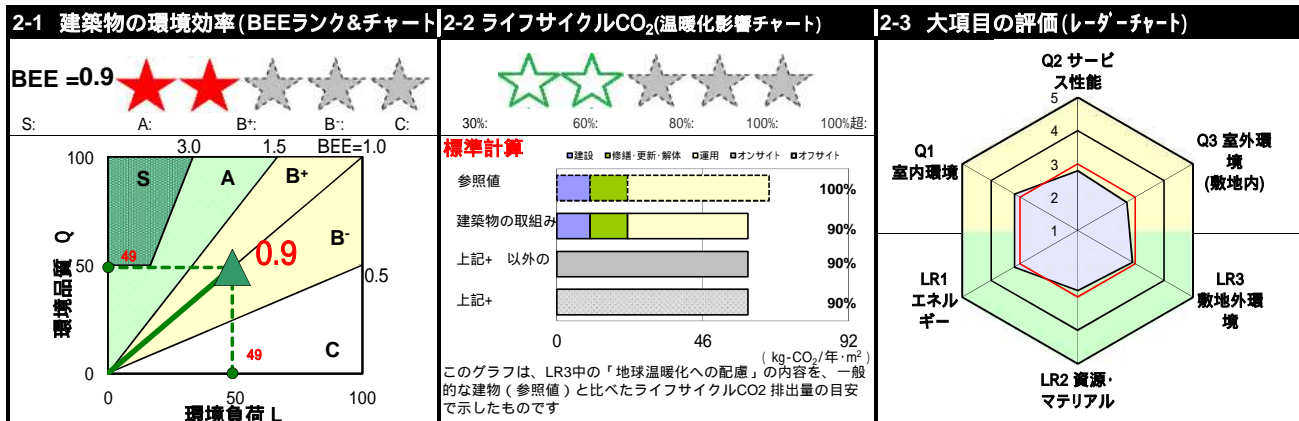 2-1 建築物の環境効率(BEEランク&チャート
BEE =0.9
S: A: B+: B-: C:
3.0 1.5 BEE=1.0
100
S A B+
B-
環境品質 Q
49
0.9
50
0.5
49
C
0
0 50 100
環境負荷 L
2-2 ライフサイクルCO2(温暖化影響チャート)
30%: 60%: 80%: 100%: 100%超:
標準計算
■建設 ■修繕・更新・解体 □運用 ■オンサイト ■オフサイト
参照値 100%
建築物の取組み 90%
上記+ 以外の 90%
上記+ 90%
0 46 92
( kg-CO2/年・m2 )
このグラフは、LR3中の「地球温暖化への配慮」の内容を、一般
的な建物(参照値)と比べたライフサイクルCO2 排出量の目安
で示したものです
2-3 大項目の評価(レーダーチャート)
Q2 サービ
ス性能
5
4
3
2
1
Q1
室内環境
Q3 室外環
境
(敷地内)
LR1
エネル
ギー
LR3
敷地外環
境
LR2 資源・
マテリアル